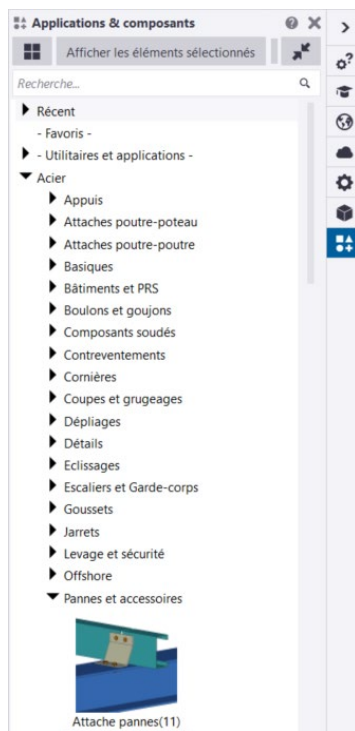 Applications & composants
Afficher les éléments sélectionnés
Recherche...
Récent
- Favoris -
- Utilitaires et applications -
Acier
Appuis
Attaches poutre-poteau
Attaches poutre-poutre
Basiques
Bâtiments et PRS
Boulons et goujons
Composants soudés
Contreventements
Cornières
Coupes et grugeages
Dépliages
Détails
Eclissages
Escaliers et Garde-corps
Goussets
Jarrets
Levage et sécurité
Offshore
Pannes et accessoires
Attache pannes(11)